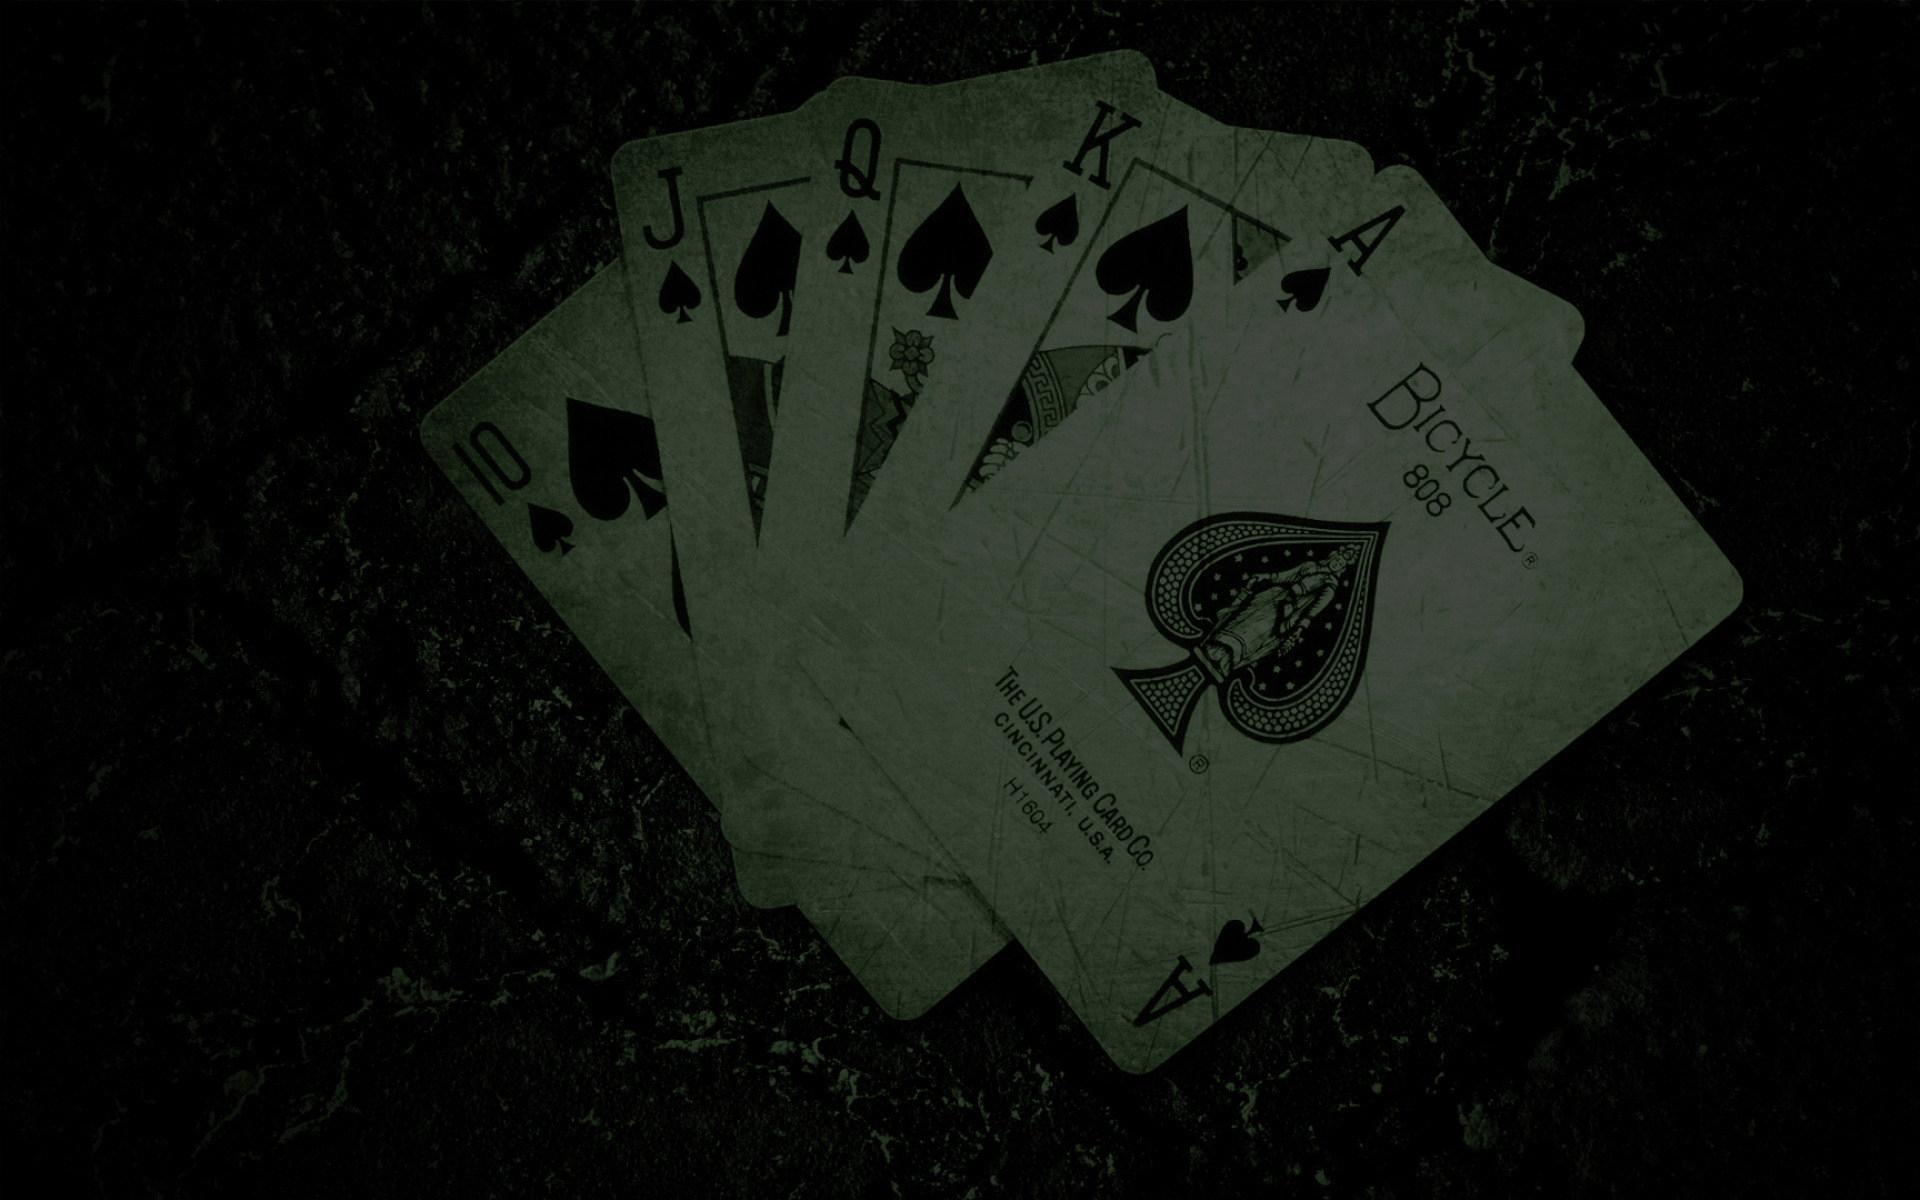 10
J
Q
K
A
BICYCLE®
808
®
THE U.S. PLAYING CARD CO.
CINCINNATI, U.S.A.
H1604
A